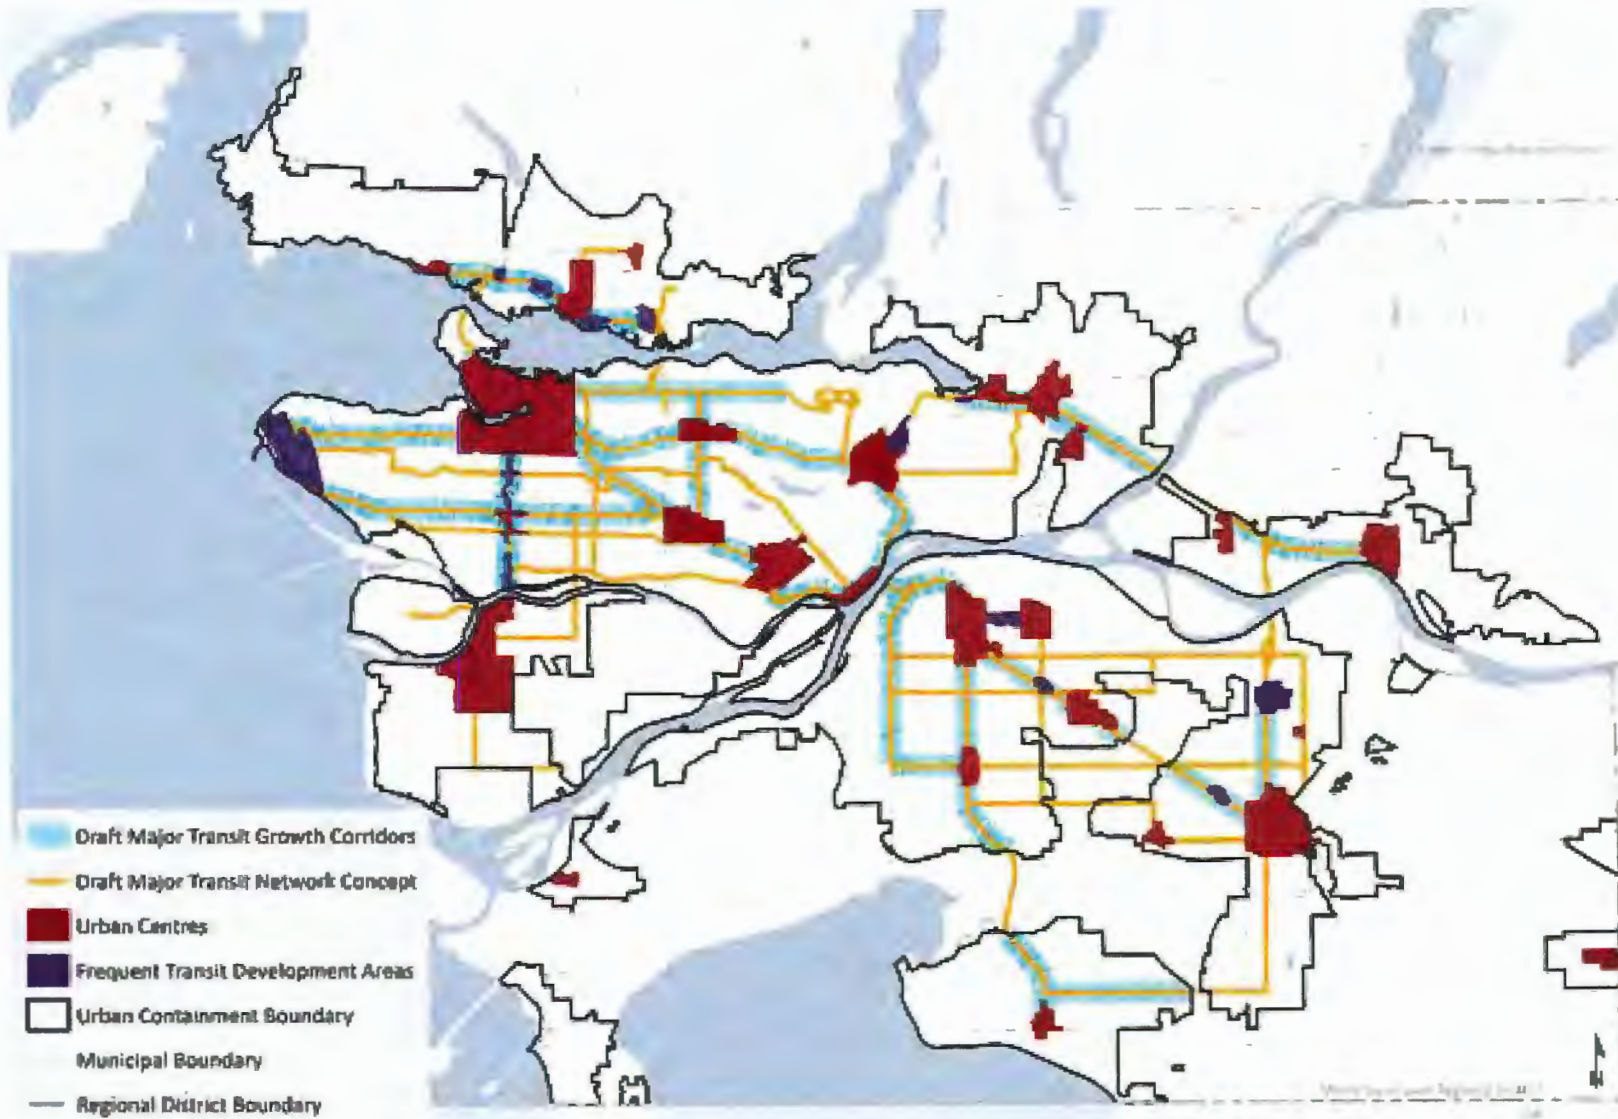 Draft Major Transit Growth Corridors
Draft Major Transit Network Concept
Urban Centres
Frequent Transit Development Areas
Urban Containment Boundary
Municipal Boundary
Regional District Boundary
N